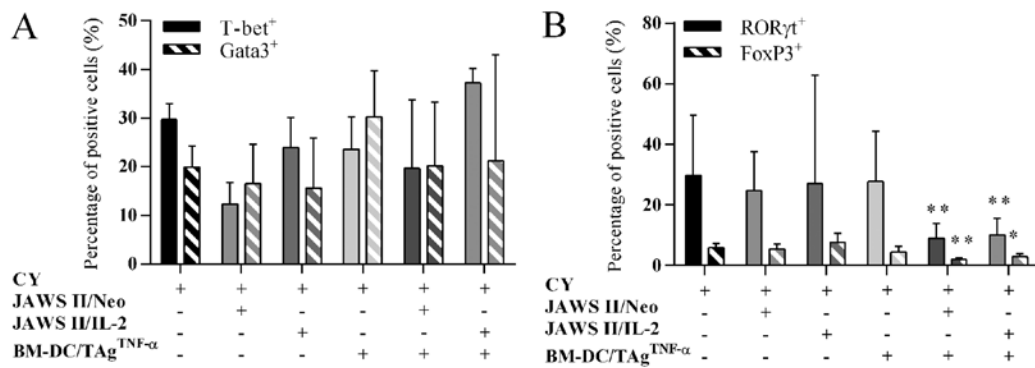 A
Percentage of positive cells (%)
50
40
30
20
10
0
T-bet⁺
Gata3⁺
CY + + + + + +
JAWS II/Neo - + - - + -
JAWS II/IL-2 - - + - - +
BM-DC/TAg^TNF-α - - - + + +
B
Percentage of positive cells (%)
80
60
40
20
0
RORγt⁺
FoxP3⁺
** ** ** *
CY + + + + + +
JAWS II/Neo - + - - + -
JAWS II/IL-2 - - + - - +
BM-DC/TAg^TNF-α - - - + + +